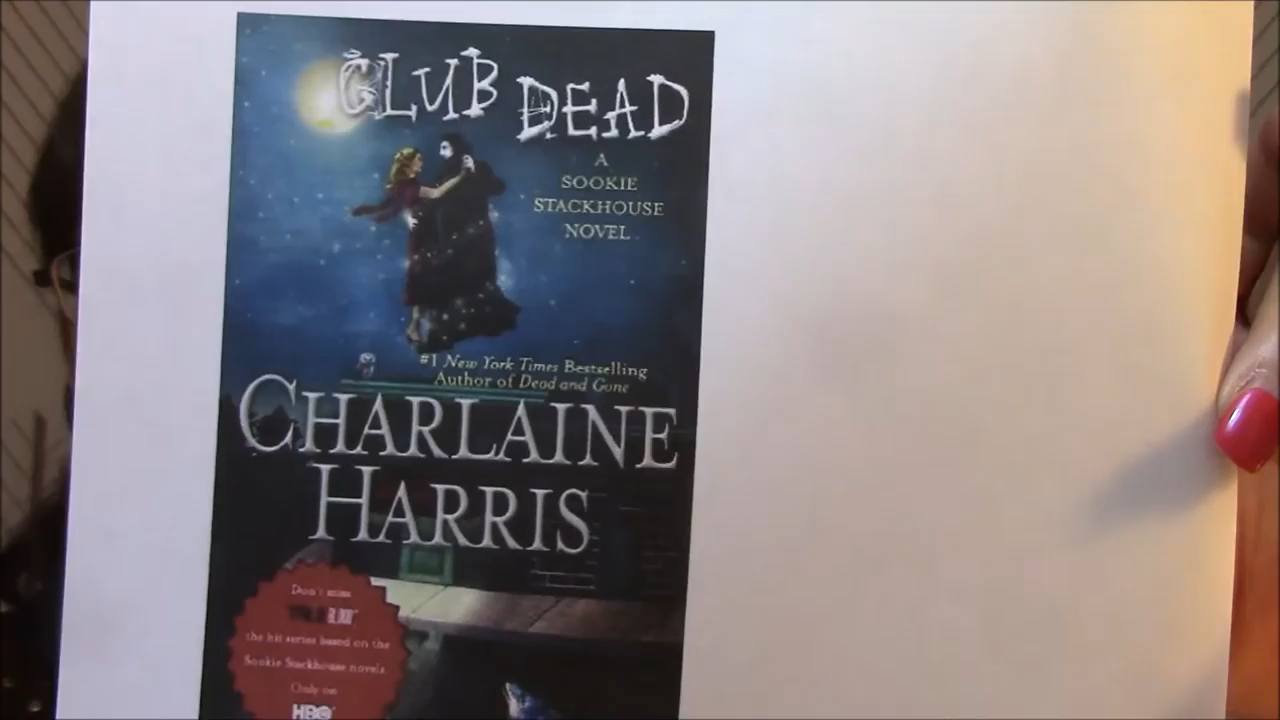 CLUB DEAD
A
SOOKIE
STACKHOUSE
NOVEL
#1 New York Times Bestselling
Author of Dead and Gone
CHARLAINE
HARRIS
Don't miss
BLOOD
the hit series based on the
Sookie Stackhouse novels
Only on
HBO